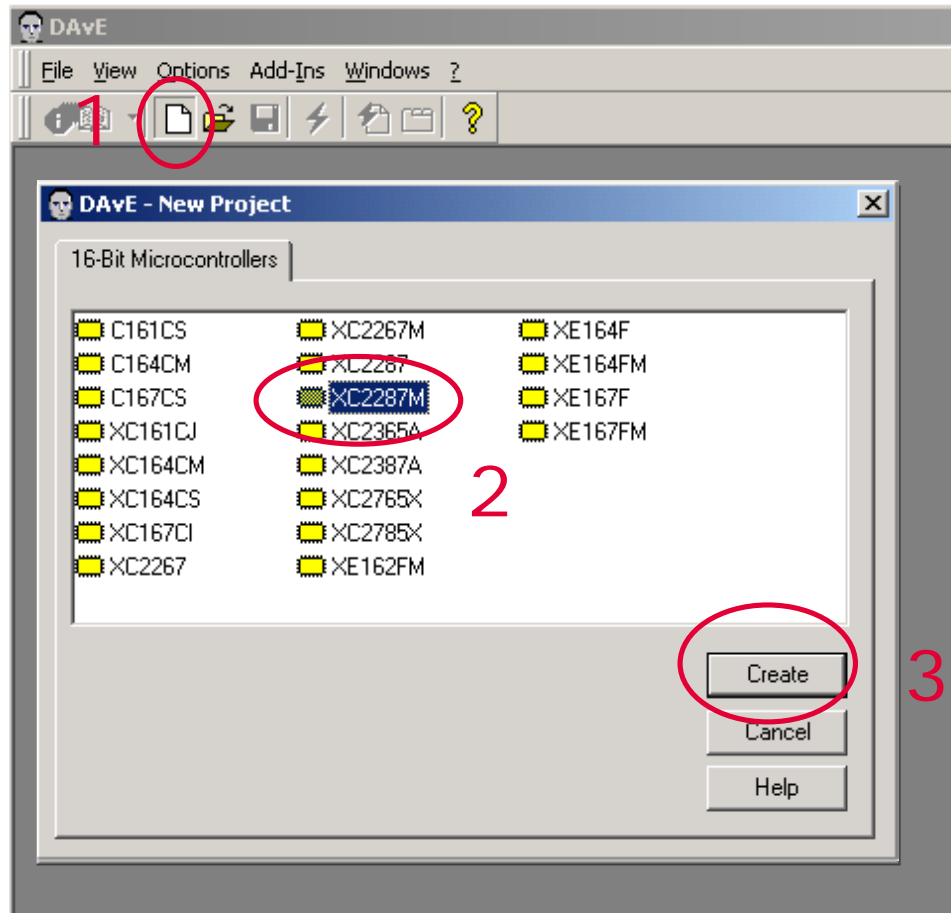 DAvE
File View Options Add-Ins Windows ?
1
DAvE - New Project
16-Bit Microcontrollers
C161CS XC2267M XE164F
C164CM XC2287 XE164FM
C167CS XC2287M XE167F
XC161CJ XC2365A XE167FM
XC164CM XC2387A
XC164CS XC2765X
XC167CI XC2785X
XC2267 XE162FM
2
Create
3
Cancel
Help